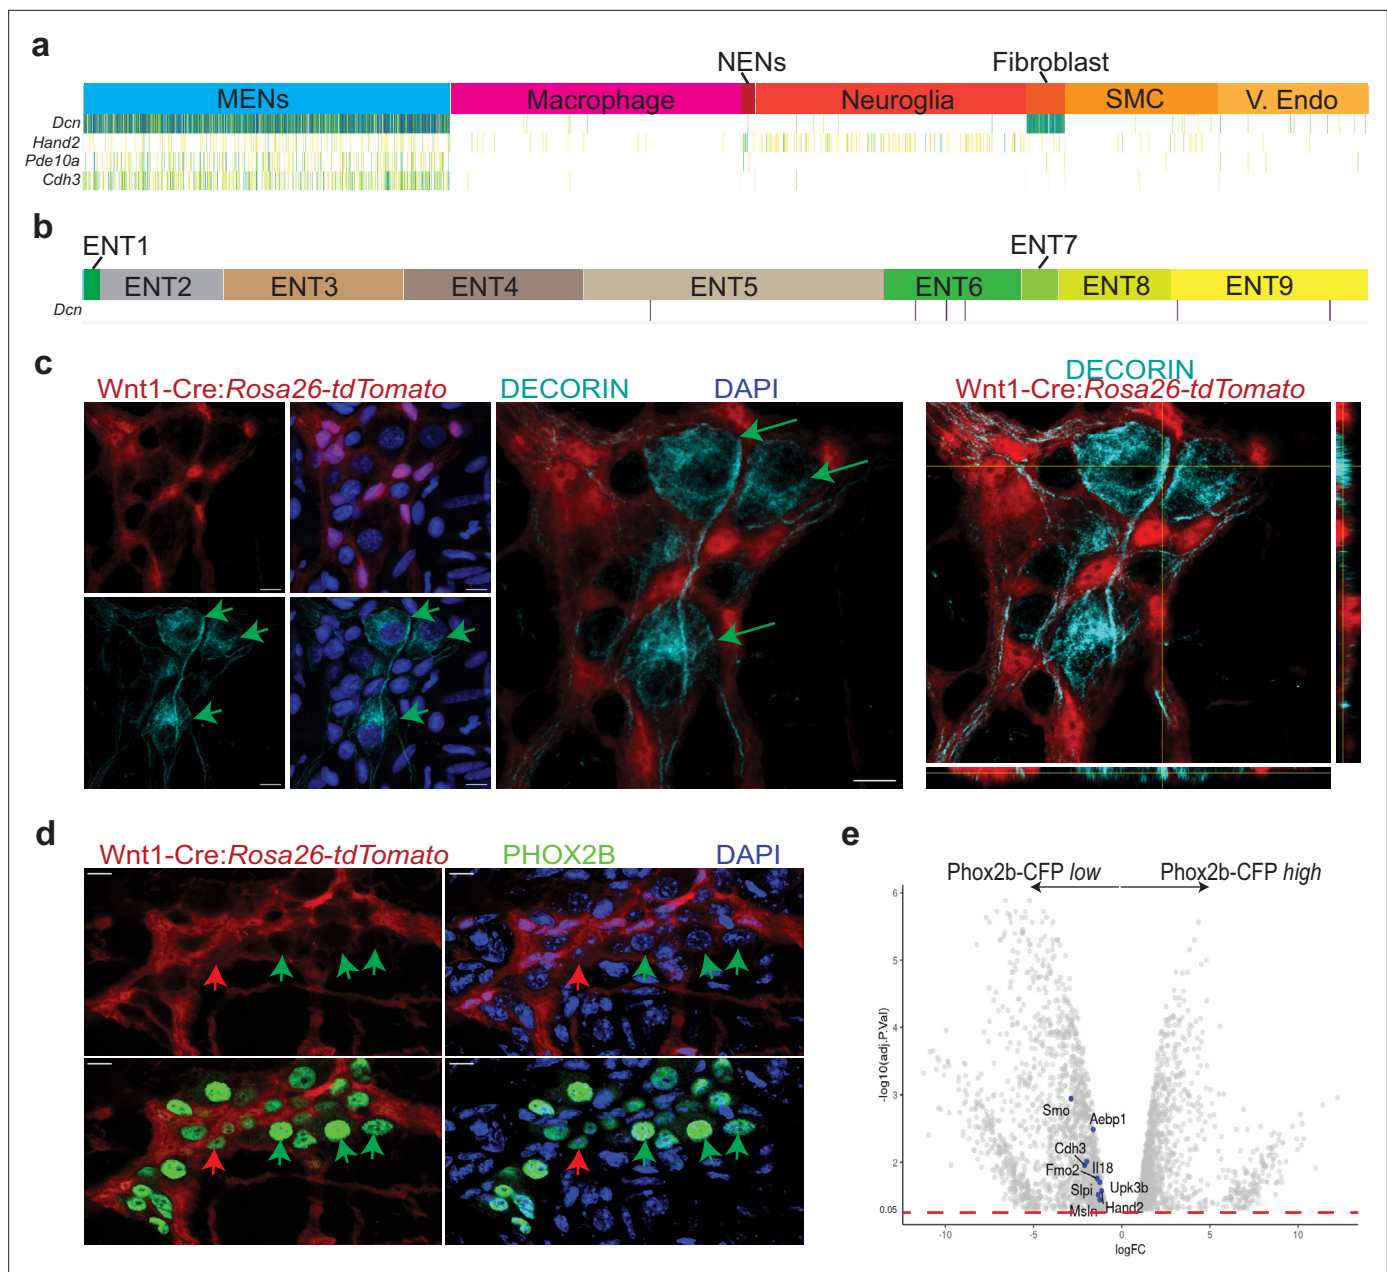 a
NENs
Fibroblast
MENs Macrophage Neuroglia SMC V. Endo
Dcn
Hand2
Pde10a
Cdh3
b
ENT1
ENT7
ENT2 ENT3 ENT4 ENT5 ENT6 ENT8 ENT9
Dcn
c
DECORIN
Wnt1-Cre:Rosa26-tdTomato DECORIN DAPI Wnt1-Cre:Rosa26-tdTomato
d
Wnt1-Cre:Rosa26-tdTomato PHOX2B DAPI
e
Phox2b-CFP low Phox2b-CFP high
6
5
4
3
2
0.05
-log10(adj.P.Val)
Smo
Aebp1
Cdh3
Fmo2 Il18
Slpi Upk3b
Msln Hand2
-10 -5 0 5 10
logFC